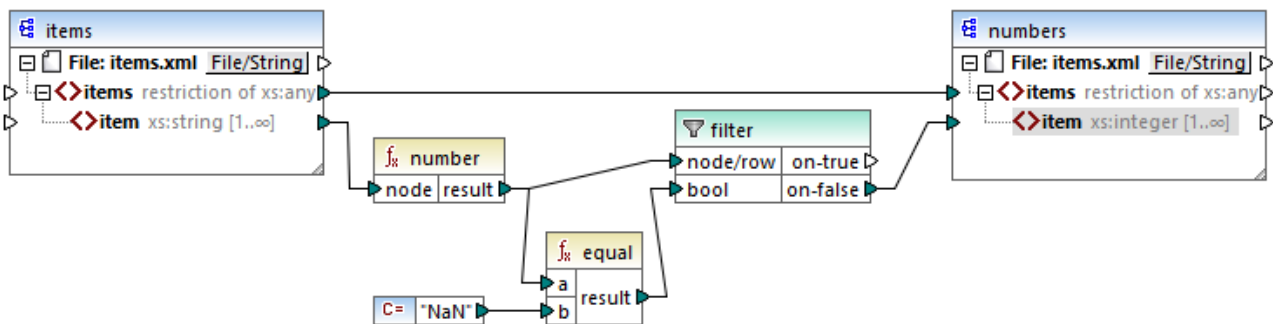 items
File: items.xml File/String
items restriction of xs:any
item xs:string [1..∞]
fx number
node result
fx equal
a
b
result
C= "NaN"
filter
node/row on-true
bool on-false
numbers
File: items.xml File/String
items restriction of xs:any
item xs:integer [1..∞]